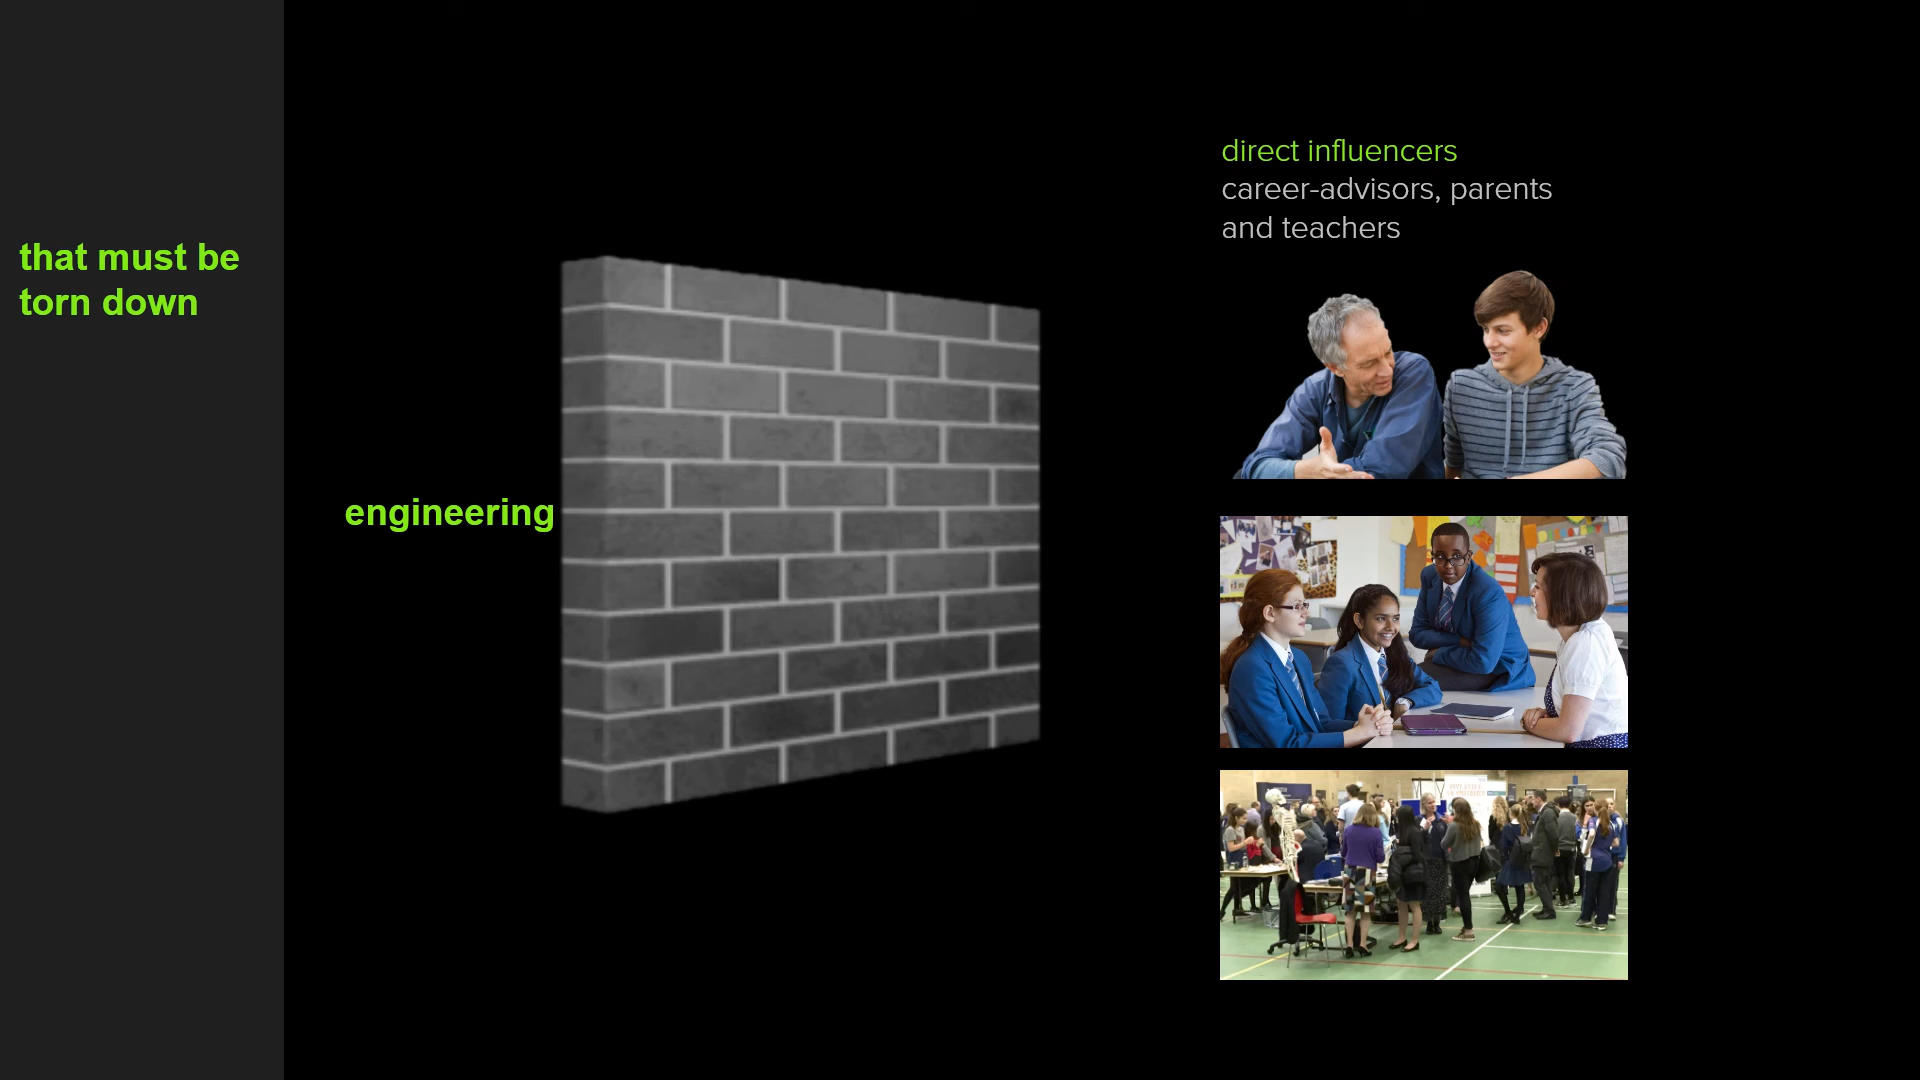 that must be
torn down
engineering
direct influencers
career-advisors, parents
and teachers